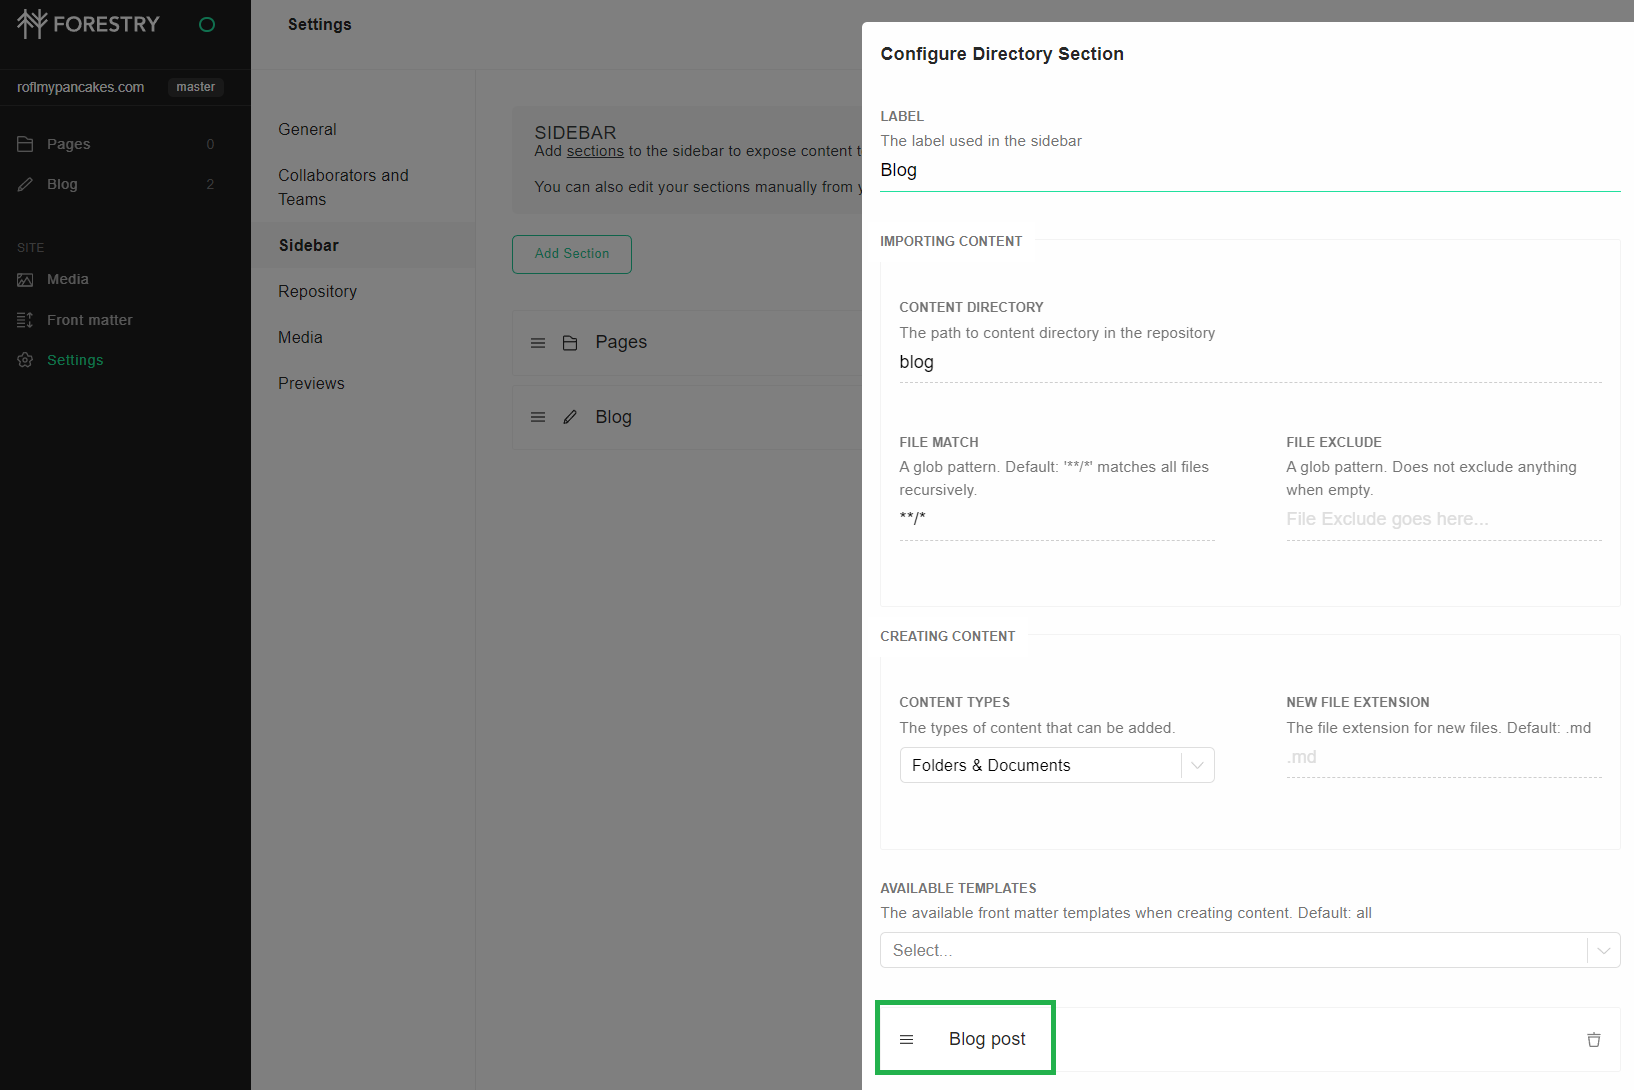 FORESTRY
roflmypancakes.com master
Pages 0
Blog 2
SITE
Media
Front matter
Settings
Settings
General
Collaborators and
Teams
Sidebar
Repository
Media
Previews
SIDEBAR
Add sections to the sidebar to expose content
You can also edit your sections manually from
Add Section
Pages
Blog
Configure Directory Section
LABEL
The label used in the sidebar
Blog
IMPORTING CONTENT
CONTENT DIRECTORY
The path to content directory in the repository
blog
FILE MATCH
A glob pattern. Default: '**/*' matches all files
recursively.
**/*
FILE EXCLUDE
A glob pattern. Does not exclude anything
when empty.
File Exclude goes here...
CREATING CONTENT
CONTENT TYPES
The types of content that can be added.
Folders & Documents
NEW FILE EXTENSION
The file extension for new files. Default: .md
.md
AVAILABLE TEMPLATES
The available front matter templates when creating content. Default: all
Select...
Blog post